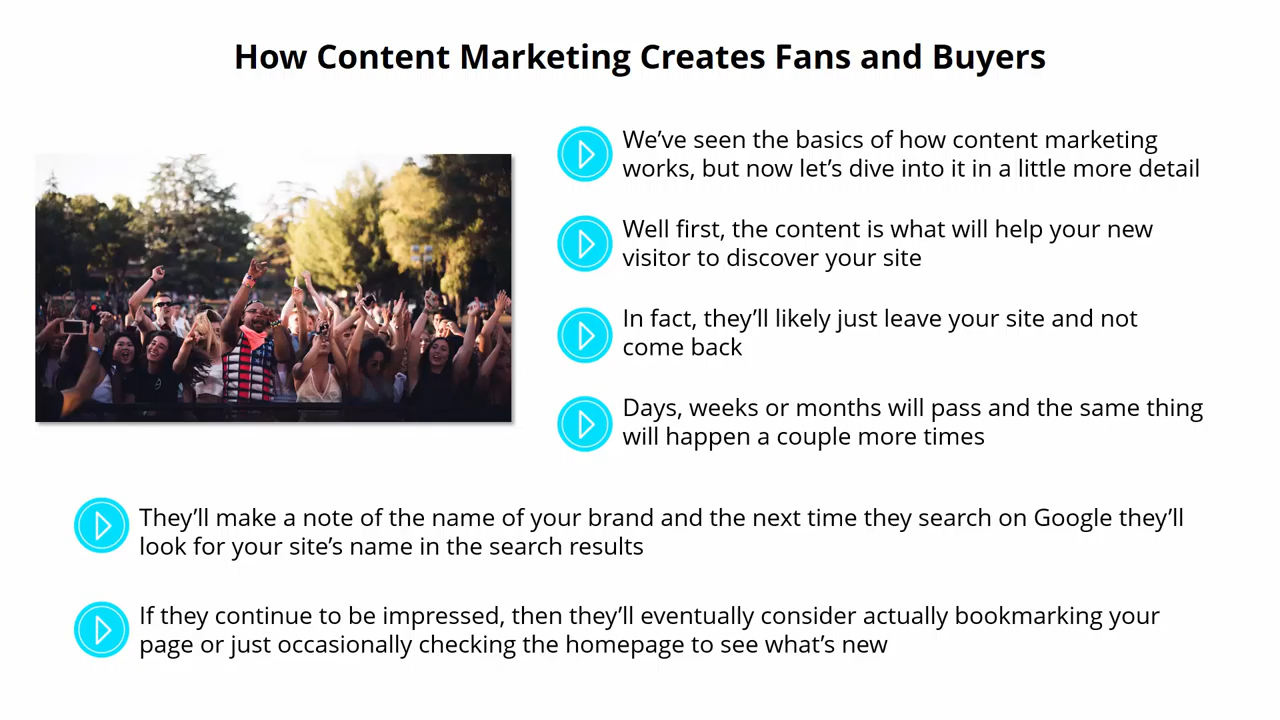 How Content Marketing Creates Fans and Buyers
We’ve seen the basics of how content marketing
works, but now let’s dive into it in a little more detail
Well first, the content is what will help your new
visitor to discover your site
In fact, they’ll likely just leave your site and not
come back
Days, weeks or months will pass and the same thing
will happen a couple more times
They’ll make a note of the name of your brand and the next time they search on Google they’ll
look for your site’s name in the search results
If they continue to be impressed, then they’ll eventually consider actually bookmarking your
page or just occasionally checking the homepage to see what’s new